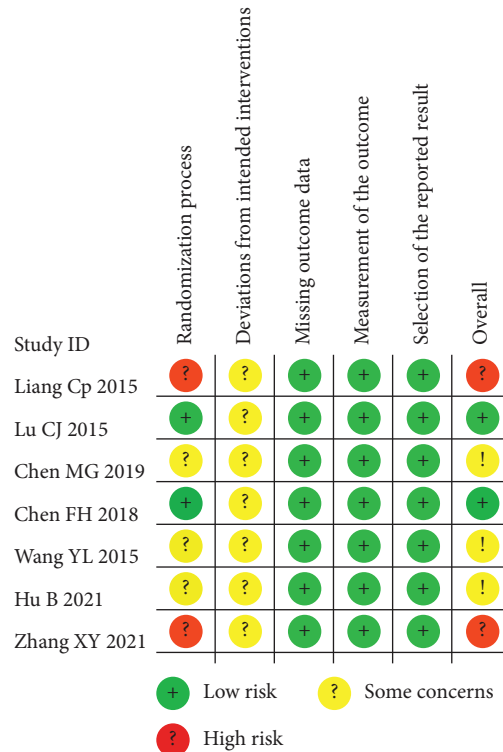 Study ID
Randomization process
Deviations from intended interventions
Missing outcome data
Measurement of the outcome
Selection of the reported result
Overall
Liang Cp 2015 ? ? + + + ?
Lu CJ 2015 + ? + + + +
Chen MG 2019 ? ? + + + !
Chen FH 2018 + ? + + + +
Wang YL 2015 ? ? + + + !
Hu B 2021 ? ? + + + !
Zhang XY 2021 ? ? + + + ?
+ Low risk ? Some concerns
? High risk